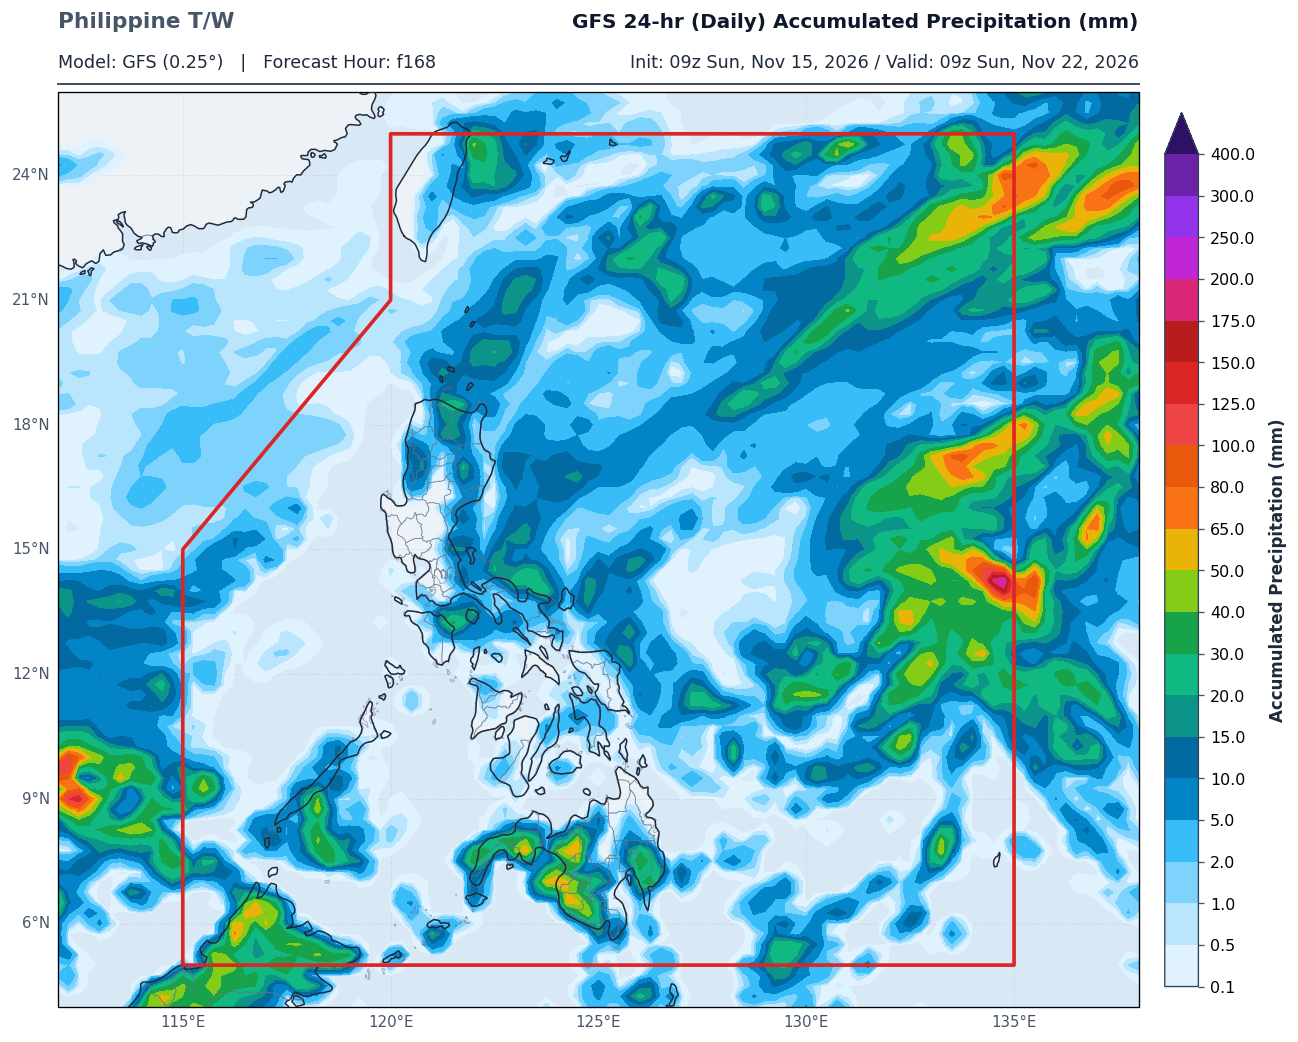 Philippine T/W
GFS 24-hr (Daily) Accumulated Precipitation (mm)
Model: GFS (0.25°)   |   Forecast Hour: f168
Init: 09z Sun, Nov 15, 2026 / Valid: 09z Sun, Nov 22, 2026
24°N
21°N
18°N
15°N
12°N
9°N
6°N
115°E
120°E
125°E
130°E
135°E
400.0
300.0
250.0
200.0
175.0
150.0
125.0
100.0
80.0
65.0
50.0
40.0
30.0
20.0
15.0
10.0
5.0
2.0
1.0
0.5
0.1
Accumulated Precipitation (mm)